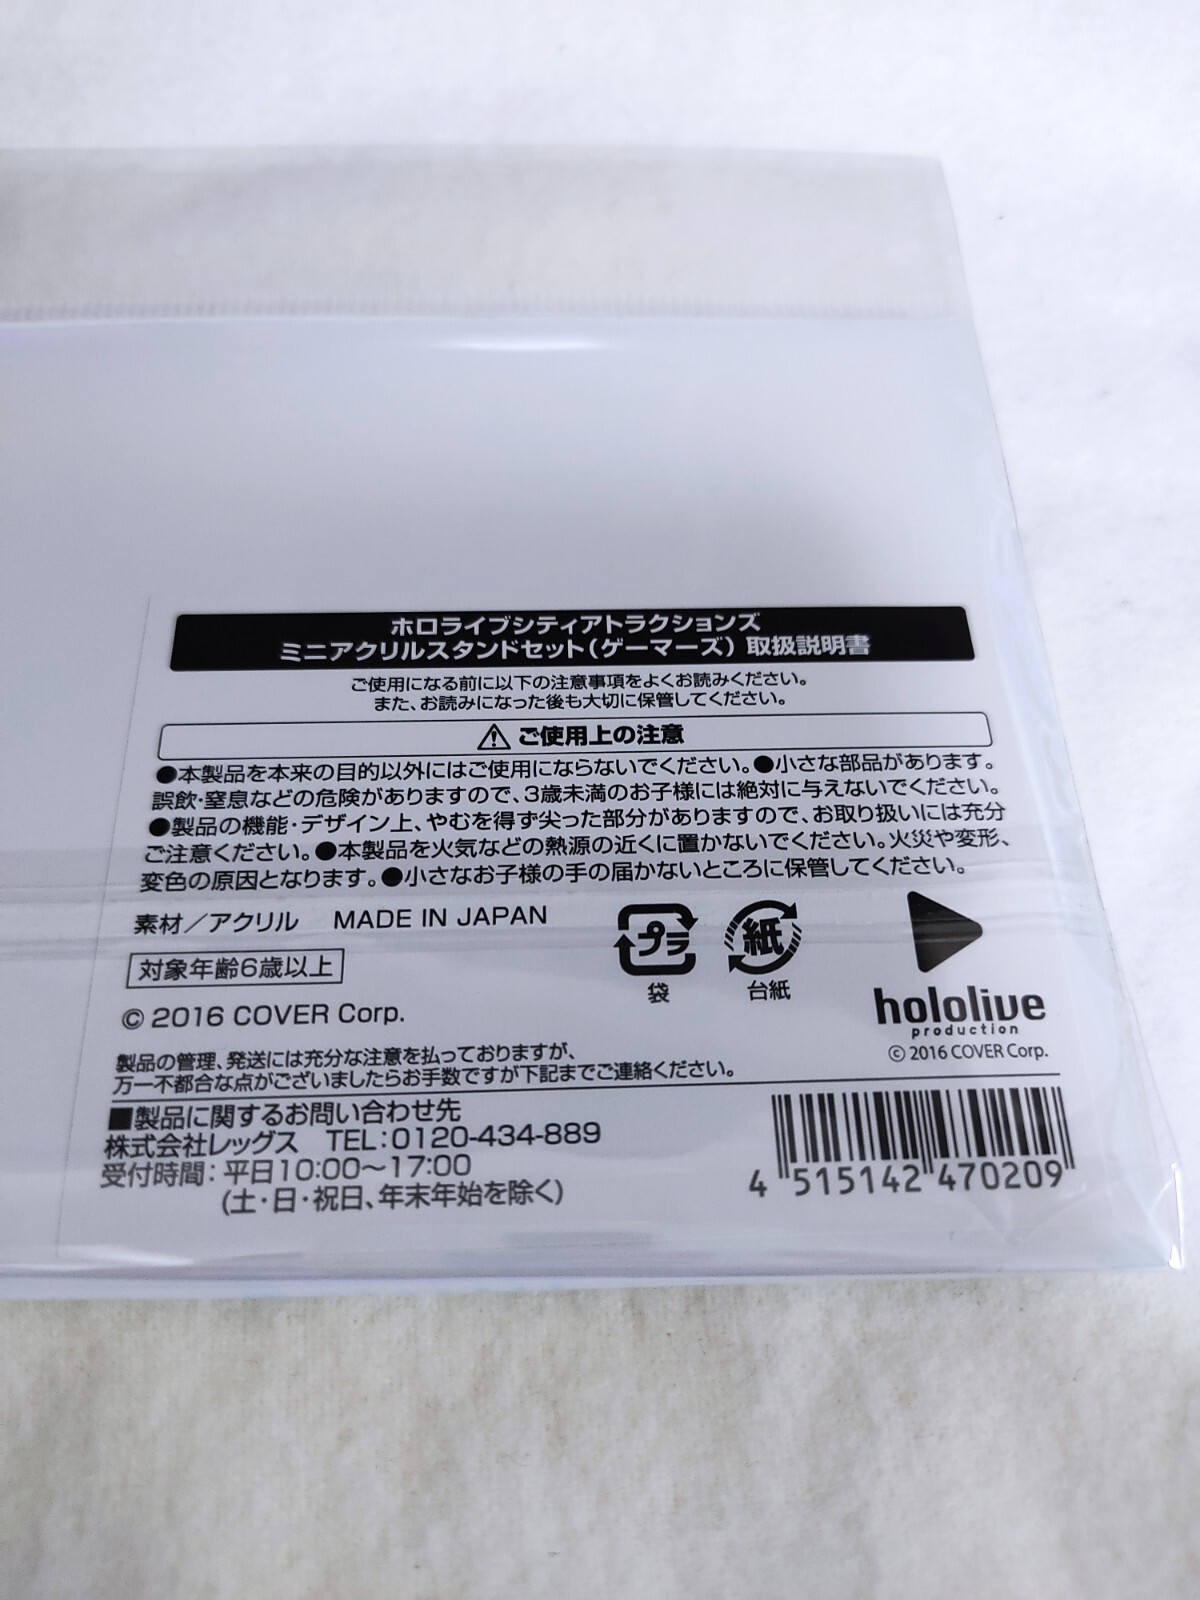 ホロライブシティアトラクションズ
ミニアクリルスタンドセット(ゲーマーズ) 取扱説明書
ご使用になる前に以下の注意事項をよくお読みください。
また、お読みになった後も大切に保管してください。
ご使用上の注意
●本製品を本来の目的以外にはご使用にならないでください。●小さな部品があります。
誤飲・窒息などの危険がありますので、3歳未満のお子様には絶対に与えないでください。
●製品の機能・デザイン上、やむを得ず尖った部分がありますので、お取り扱いには充分
ご注意ください。●本製品を火気などの熱源の近くに置かないでください。火災や変形、
変色の原因となります。●小さなお子様の手の届かないところに保管してください。
素材/アクリル MADE IN JAPAN
対象年齢6歳以上
© 2016 COVER Corp.
プラ
袋
紙
台紙
hololive
production
© 2016 COVER Corp.
製品の管理、発送には充分な注意を払っておりますが、
万一不都合な点がございましたらお手数ですが下記までご連絡ください。
■製品に関するお問い合わせ先
株式会社レッグス TEL:0120-434-889
受付時間:平日10:00~17:00
(土・日・祝日、年末年始を除く)
4 515142 470209